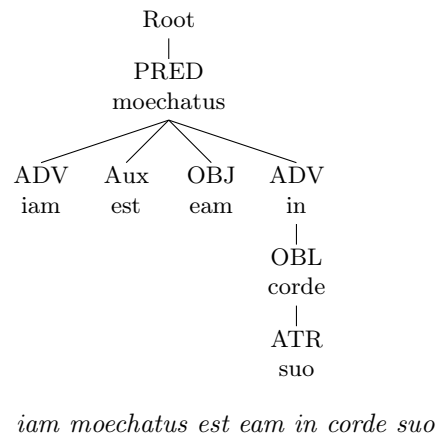 Root
PRED
moechatus
ADV Aux OBJ ADV
iam est eam in
OBL
corde
ATR
suo
iam moechatus est eam in corde suo